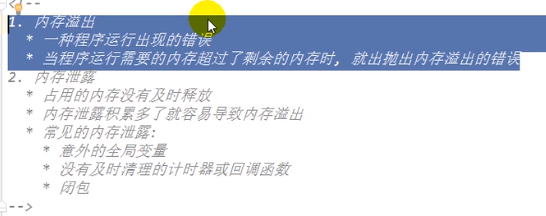 <!--
1. 内存溢出
* 一种程序运行出现的错误
* 当程序运行需要的内存超过了剩余的内存时, 就出抛出内存溢出的错误
2. 内存泄露
* 占用的内存没有及时释放
* 内存泄露积累多了就容易导致内存溢出
* 常见的内存泄露:
* 意外的全局变量
* 没有及时清理的计时器或回调函数
* 闭包
-->